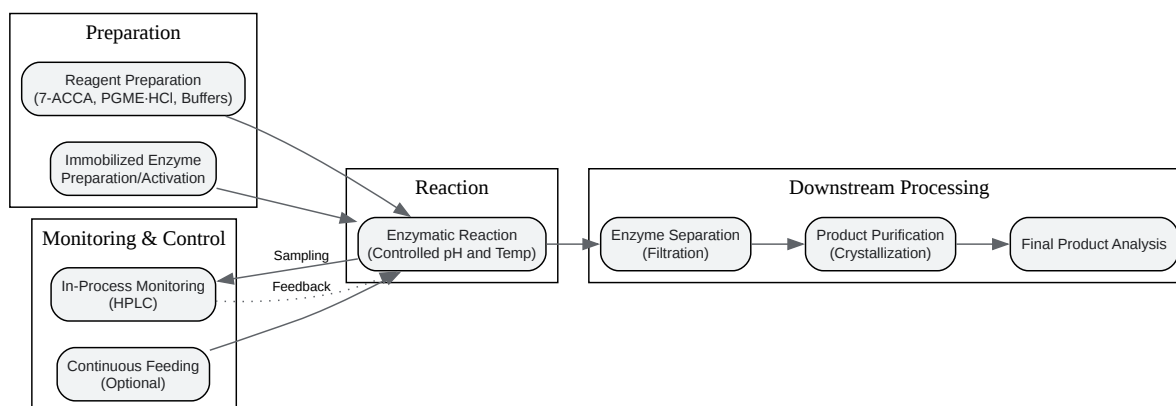 Preparation
Reagent Preparation
(7-ACCA, PGME·HCl, Buffers)
Immobilized Enzyme
Preparation/Activation
Monitoring & Control
In-Process Monitoring
(HPLC)
Continuous Feeding
(Optional)
Sampling
Feedback
Reaction
Enzymatic Reaction
(Controlled pH and Temp)
Downstream Processing
Enzyme Separation
(Filtration)
Product Purification
(Crystallization)
Final Product Analysis